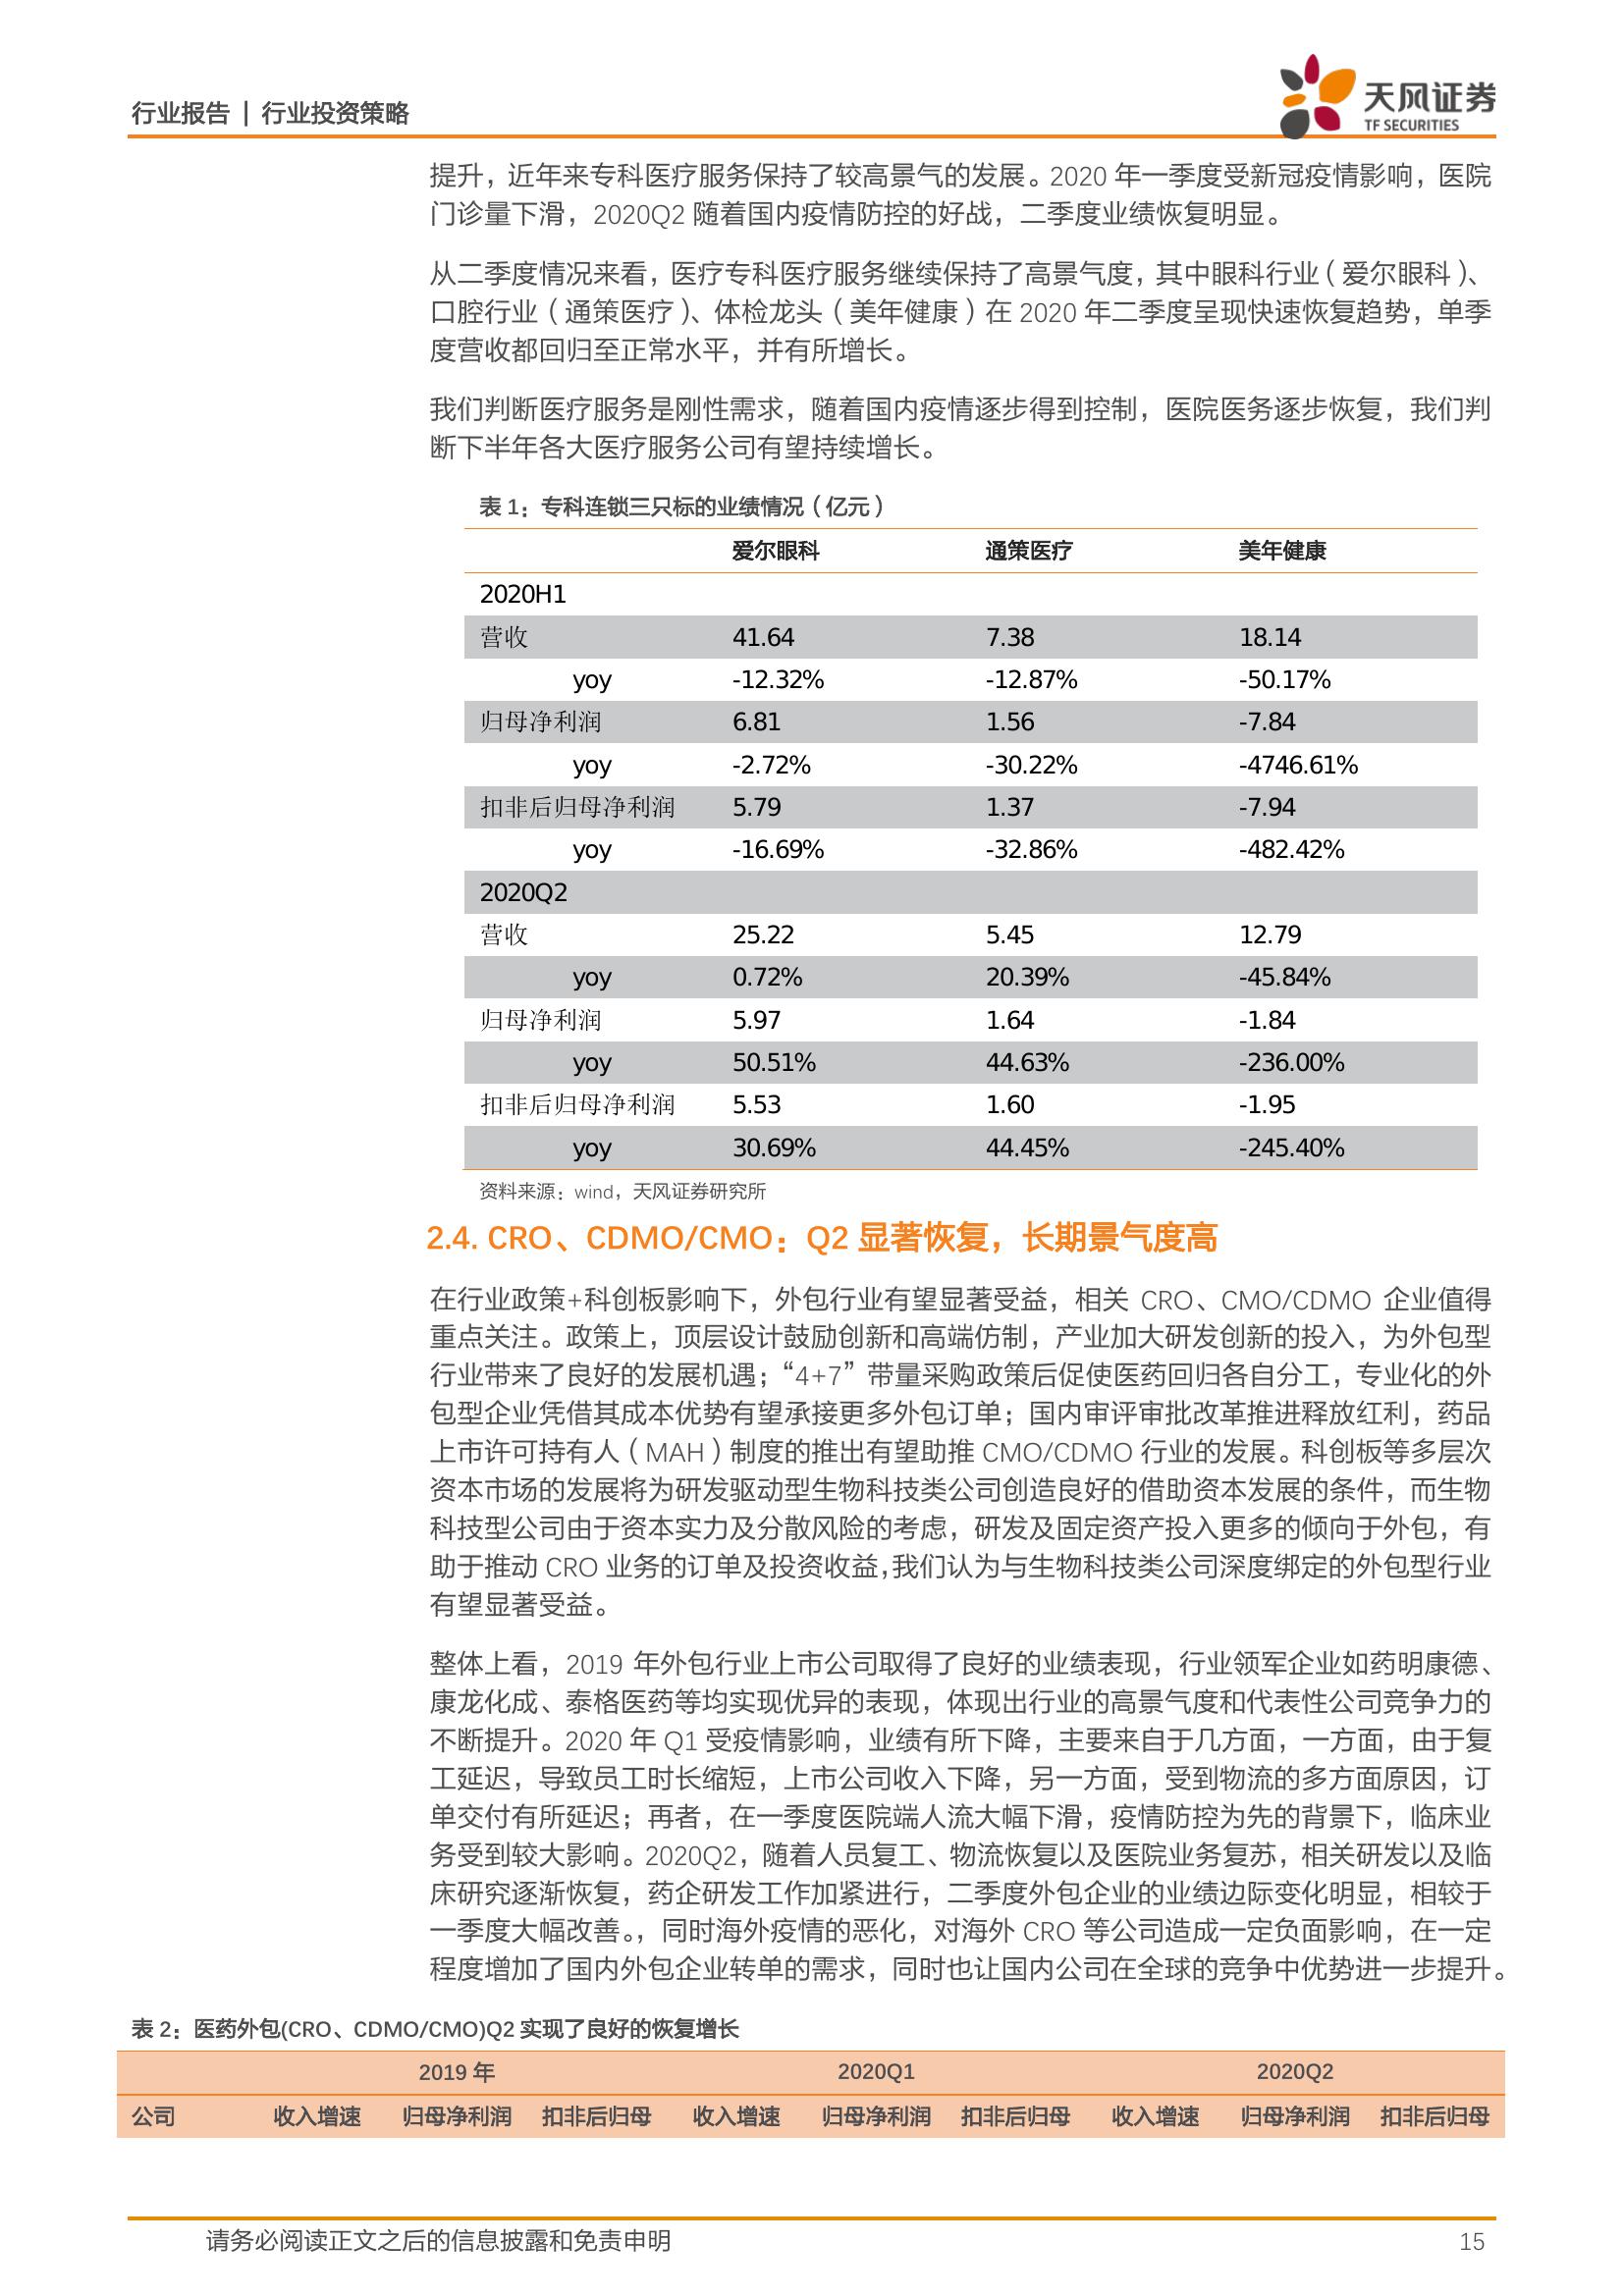 行业报告 | 行业投资策略
天风证券
TF SECURITIES
提升，近年来专科医疗服务保持了较高景气的发展。2020 年一季度受新冠疫情影响，医院
门诊量下滑，2020Q2 随着国内疫情防控的好战，二季度业绩恢复明显。
从二季度情况来看，医疗专科医疗服务继续保持了高景气度，其中眼科行业（爱尔眼科）、
口腔行业（通策医疗）、体检龙头（美年健康）在 2020 年二季度呈现快速恢复趋势，单季
度营收都回归至正常水平，并有所增长。
我们判断医疗服务是刚性需求，随着国内疫情逐步得到控制，医院医务逐步恢复，我们判
断下半年各大医疗服务公司有望持续增长。
表 1：专科连锁三只标的业绩情况（亿元）
爱尔眼科 通策医疗 美年健康
2020H1
营收 41.64 7.38 18.14
yoy -12.32% -12.87% -50.17%
归母净利润 6.81 1.56 -7.84
yoy -2.72% -30.22% -4746.61%
扣非后归母净利润 5.79 1.37 -7.94
yoy -16.69% -32.86% -482.42%
2020Q2
营收 25.22 5.45 12.79
yoy 0.72% 20.39% -45.84%
归母净利润 5.97 1.64 -1.84
yoy 50.51% 44.63% -236.00%
扣非后归母净利润 5.53 1.60 -1.95
yoy 30.69% 44.45% -245.40%
资料来源：wind，天风证券研究所
2.4. CRO、CDMO/CMO：Q2 显著恢复，长期景气度高
在行业政策+科创板影响下，外包行业有望显著受益，相关 CRO、CMO/CDMO 企业值得
重点关注。政策上，顶层设计鼓励创新和高端仿制，产业加大研发创新的投入，为外包型
行业带来了良好的发展机遇；“4+7”带量采购政策后促使医药回归各自分工，专业化的外
包型企业凭借其成本优势有望承接更多外包订单；国内审评审批改革推进释放红利，药品
上市许可持有人（MAH）制度的推出有望助推 CMO/CDMO 行业的发展。科创板等多层次
资本市场的发展将为研发驱动型生物科技类公司创造良好的借助资本发展的条件，而生物
科技型公司由于资本实力及分散风险的考虑，研发及固定资产投入更多的倾向于外包，有
助于推动 CRO 业务的订单及投资收益,我们认为与生物科技类公司深度绑定的外包型行业
有望显著受益。
整体上看，2019 年外包行业上市公司取得了良好的业绩表现，行业领军企业如药明康德、
康龙化成、泰格医药等均实现优异的表现，体现出行业的高景气度和代表性公司竞争力的
不断提升。2020 年 Q1 受疫情影响，业绩有所下降，主要来自于几方面，一方面，由于复
工延迟，导致员工时长缩短，上市公司收入下降，另一方面，受到物流的多方面原因，订
单交付有所延迟；再者，在一季度医院端人流大幅下滑，疫情防控为先的背景下，临床业
务受到较大影响。2020Q2，随着人员复工、物流恢复以及医院业务复苏，相关研发以及临
床研究逐渐恢复，药企研发工作加紧进行，二季度外包企业的业绩边际变化明显，相较于
一季度大幅改善。，同时海外疫情的恶化，对海外 CRO 等公司造成一定负面影响，在一定
程度增加了国内外包企业转单的需求，同时也让国内公司在全球的竞争中优势进一步提升。
表 2：医药外包(CRO、CDMO/CMO)Q2 实现了良好的恢复增长
2019 年 2020Q1 2020Q2
公司 收入增速 归母净利润 扣非后归母 收入增速 归母净利润 扣非后归母 收入增速 归母净利润 扣非后归母
请务必阅读正文之后的信息披露和免责申明 15